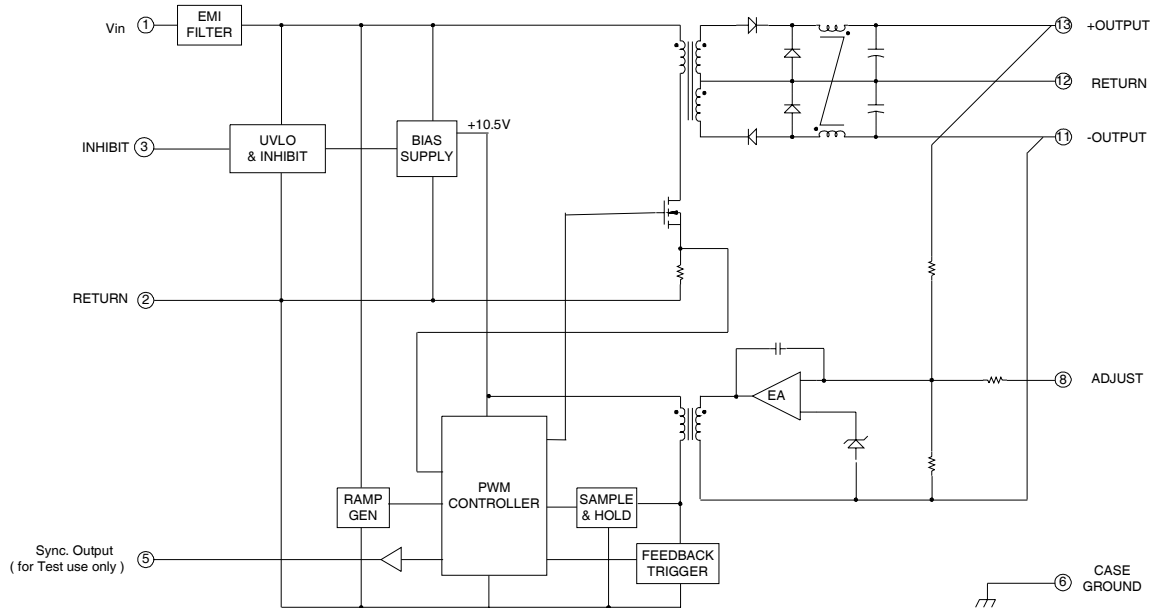 Vin
1
EMI
FILTER
13
+OUTPUT
12
RETURN
11
-OUTPUT
INHIBIT
3
UVLO
& INHIBIT
BIAS
SUPPLY
+10.5V
RETURN
2
EA
8
ADJUST
PWM
CONTROLLER
RAMP
GEN
SAMPLE
& HOLD
FEEDBACK
TRIGGER
Sync. Output
( for Test use only )
5
6
CASE
GROUND